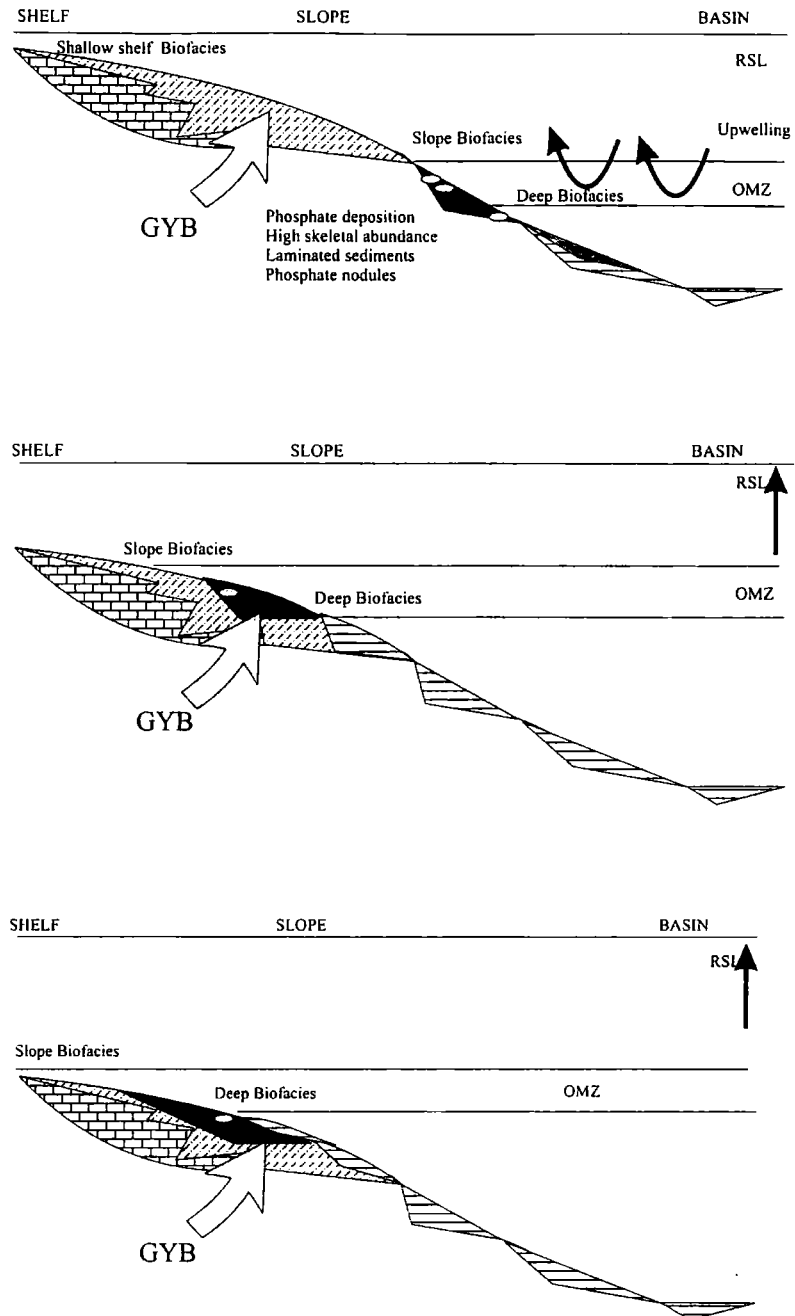 SHELF SLOPE BASIN
Shallow shelf Biofacies
RSL
Slope Biofacies
Upwelling
Deep Biofacies
OMZ
GYB
Phosphate deposition
High skeletal abundance
Laminated sediments
Phosphate nodules
SHELF SLOPE BASIN
RSL
Slope Biofacies
Deep Biofacies
OMZ
GYB
SHELF SLOPE BASIN
RSL
Slope Biofacies
Deep Biofacies
OMZ
GYB